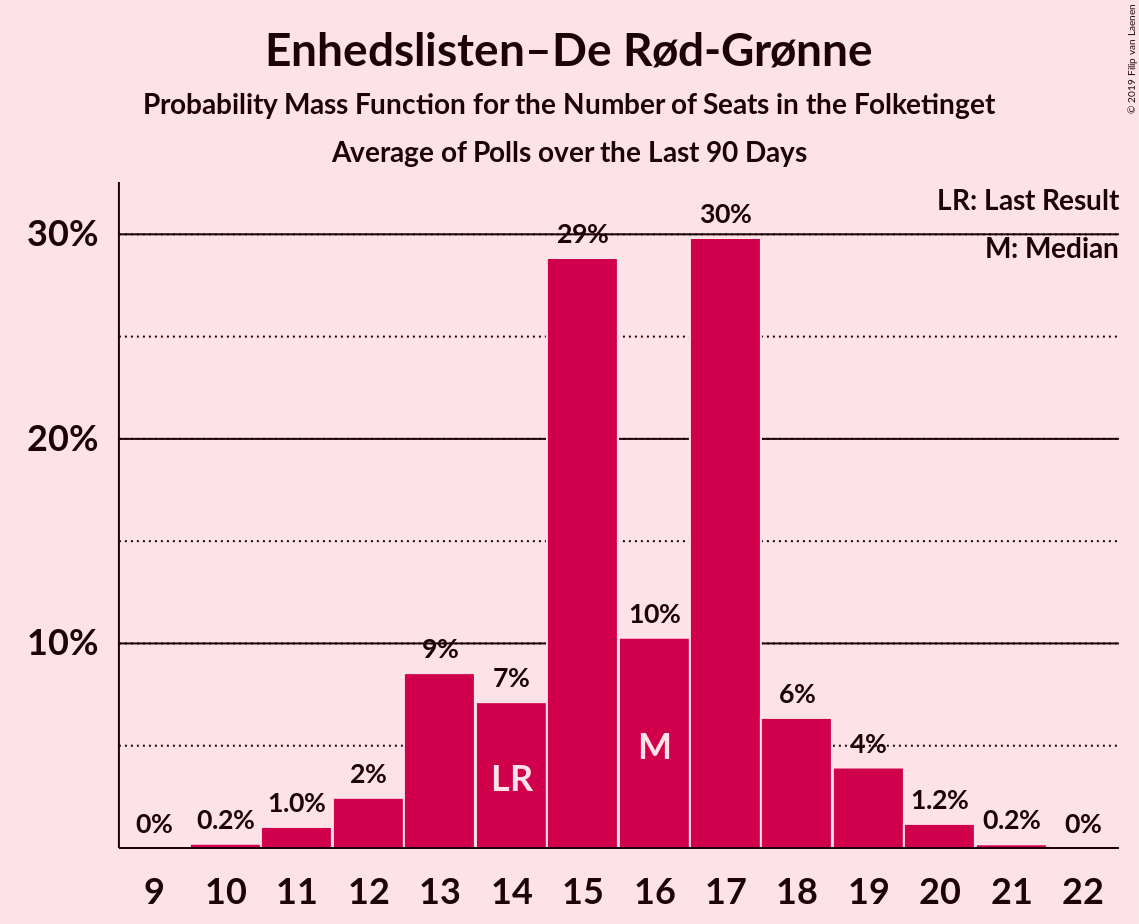 Enhedslisten–De Rød-Grønne
Probability Mass Function for the Number of Seats in the Folketinget
Average of Polls over the Last 90 Days
© 2019 Filip van Laenen
LR: Last Result
M: Median
30%
20%
10%
0%
0.2%
1.0%
2%
9%
7%
29%
10%
30%
6%
4%
1.2%
0.2%
0%
LR
M
9 10 11 12 13 14 15 16 17 18 19 20 21 22